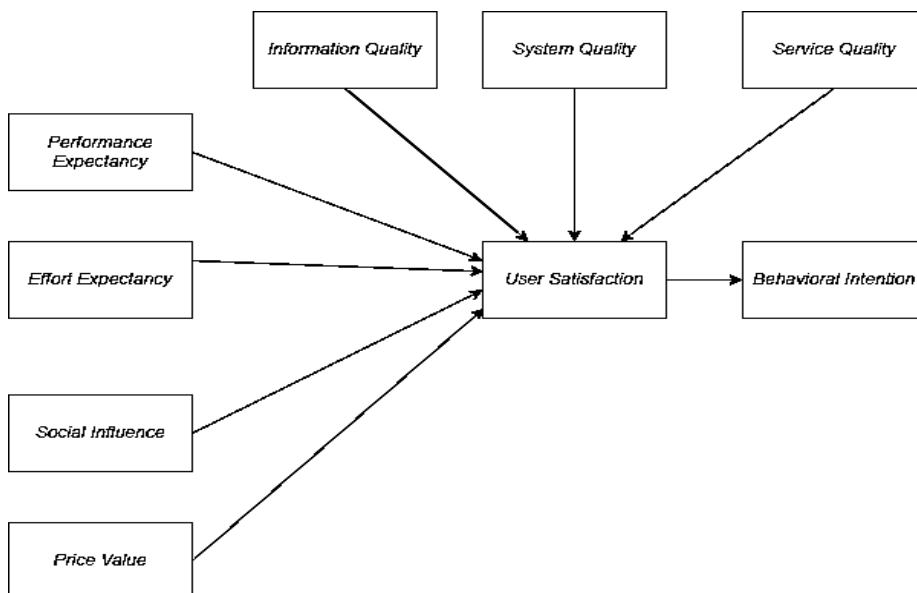 Information Quality
System Quality
Service Quality
Performance
Expectancy
Effort Expectancy
User Satisfaction
Behavioral Intention
Social Influence
Price Value